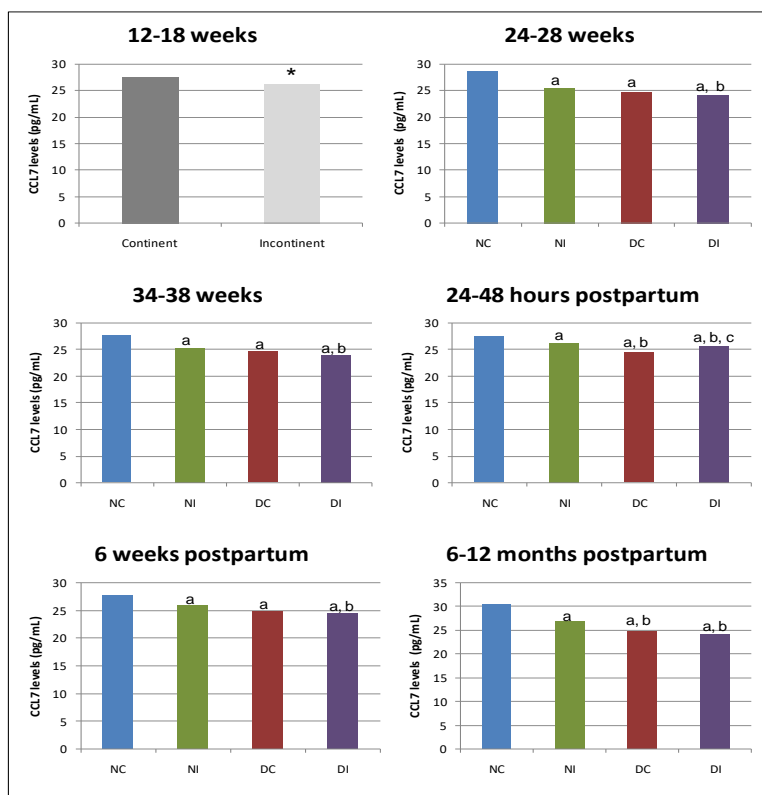 12-18 weeks
CCL7 levels (pg/mL)
30
25
20
15
10
5
0
*
Continent Incontinent
24-28 weeks
CCL7 levels (pg/mL)
30
25
20
15
10
5
0
a a a, b
NC NI DC DI
34-38 weeks
CCL7 levels (pg/mL)
30
25
20
15
10
5
0
a a a, b
NC NI DC DI
24-48 hours postpartum
CCL7 levels (pg/mL)
30
25
20
15
10
5
0
a a, b a, b, c
NC NI DC DI
6 weeks postpartum
CCL7 levels (pg/mL)
30
25
20
15
10
5
0
a a a, b
NC NI DC DI
6-12 months postpartum
CCL7 levels (pg/mL)
35
30
25
20
15
10
5
0
a a, b a, b
NC NI DC DI